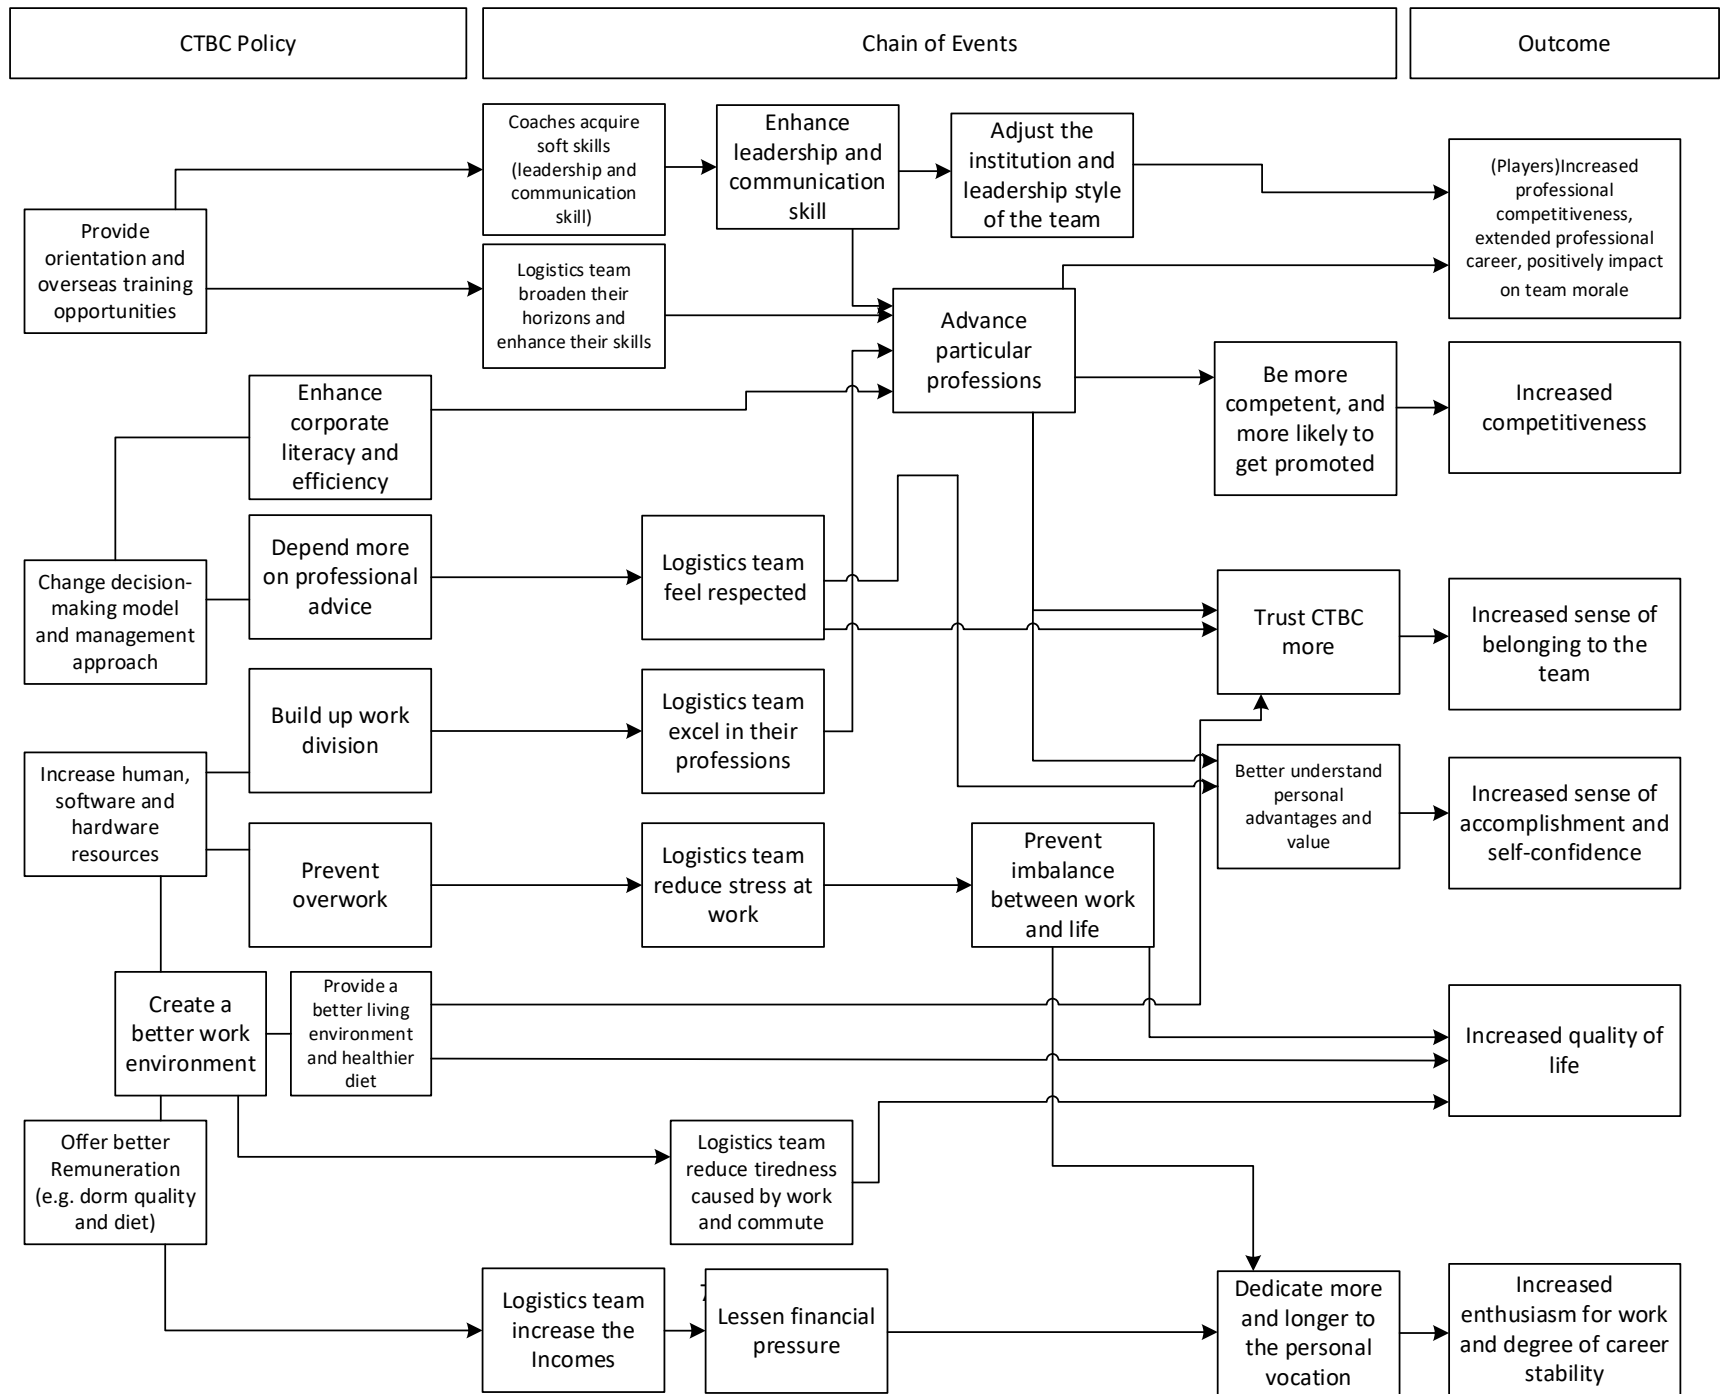 CTBC Policy
Chain of Events
Outcome
Coaches acquire
soft skills
(leadership and
communication
skill)
Enhance
leadership and
communication
skill
Adjust the
institution and
leadership style
of the team
(Players)Increased
professional
competitiveness,
extended professional
career, positively impact
on team morale
Provide
orientation and
overseas training
opportunities
Logistics team
broaden their
horizons and
enhance their skills
Advance
particular
professions
Be more
competent, and
more likely to
get promoted
Increased
competitiveness
Enhance
corporate
literacy and
efficiency
Depend more
on professional
advice
Logistics team
feel respected
Change decision-
making model
and management
approach
Trust CTBC
more
Increased sense of
belonging to the
team
Build up work
division
Logistics team
excel in their
professions
Increase human,
software and
hardware
resources
Better understand
personal
advantages and
value
Increased sense of
accomplishment and
self-confidence
Prevent
overwork
Logistics team
reduce stress at
work
Prevent
imbalance
between work
and life
Create a
better work
environment
Provide a
better living
environment
and healthier
diet
Increased quality of
life
Offer better
Remuneration
(e.g. dorm quality
and diet)
Logistics team
reduce tiredness
caused by work
and commute
Logistics team
increase the
Incomes
Lessen financial
pressure
Dedicate more
and longer to
the personal
vocation
Increased
enthusiasm for work
and degree of career
stability